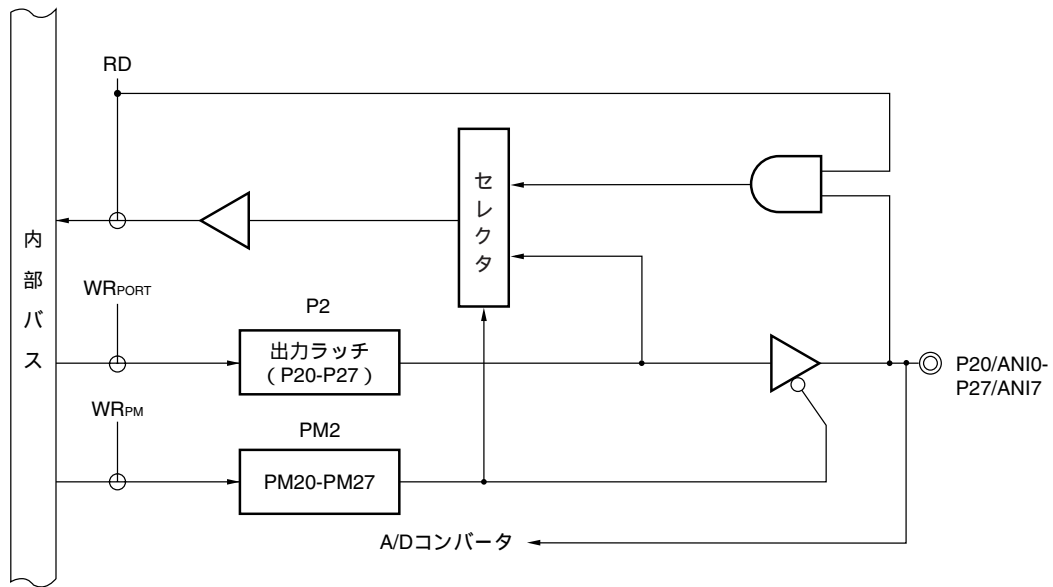 RD
セレクタ
内部バス
WRPORT
P2
出力ラッチ
(P20-P27)
P20/ANI0-
P27/ANI7
WRPM
PM2
PM20-PM27
A/Dコンバータ